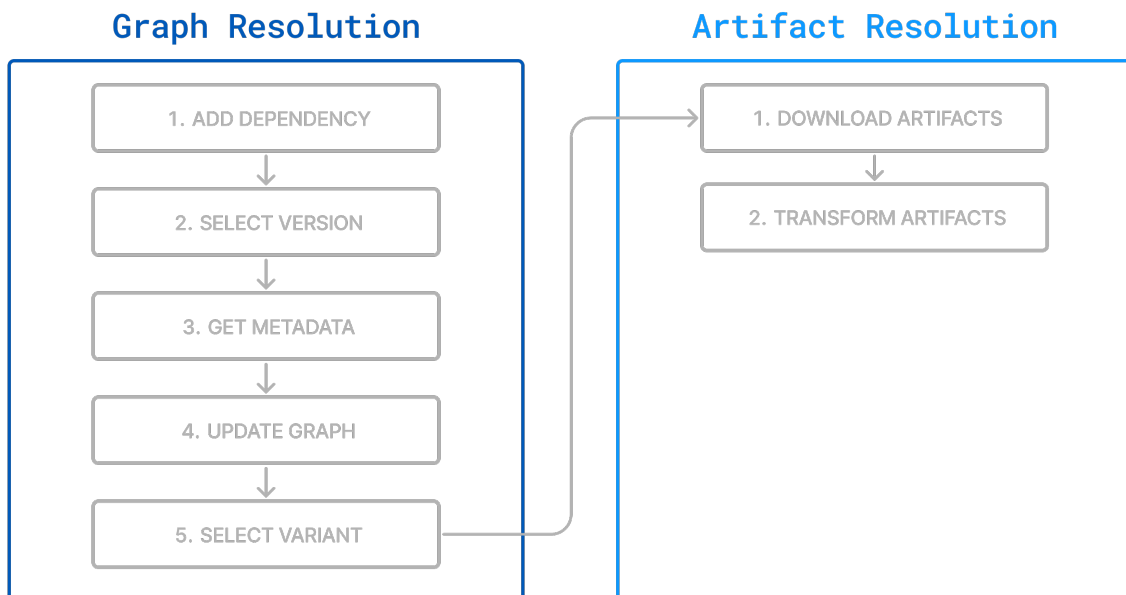 Graph Resolution
1. ADD DEPENDENCY
2. SELECT VERSION
3. GET METADATA
4. UPDATE GRAPH
5. SELECT VARIANT
Artifact Resolution
1. DOWNLOAD ARTIFACTS
2. TRANSFORM ARTIFACTS